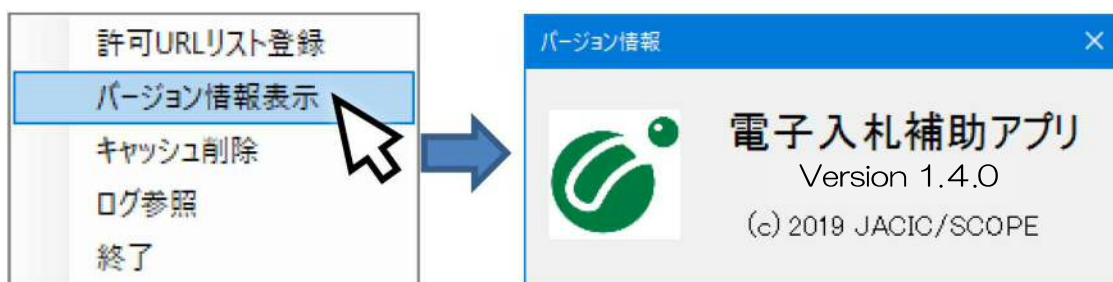 許可URLリスト登録
バージョン情報表示
キャッシュ削除
ログ参照
終了
バージョン情報
電子入札補助アプリ
Version 1.4.0
(c) 2019 JACIC/SCOPE